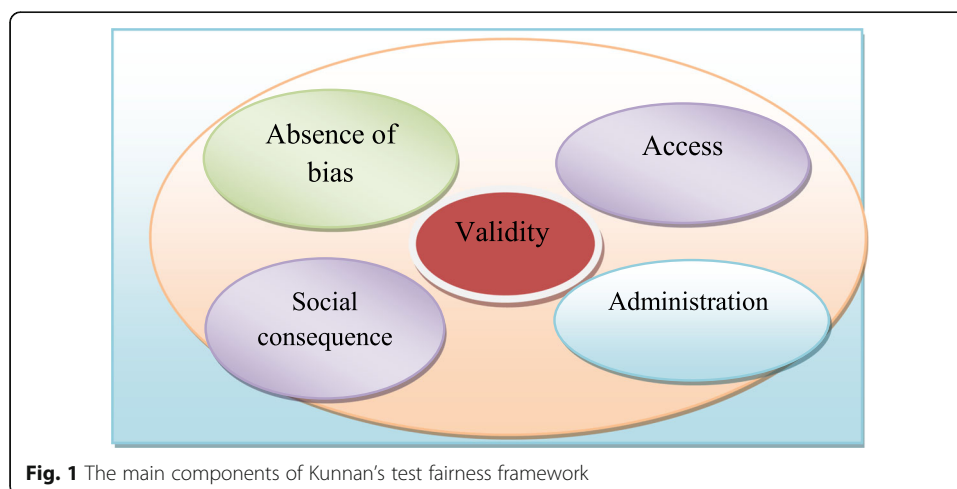 Absence of
bias
Access
Validity
Social
consequence
Administration
Fig. 1 The main components of Kunnan's test fairness framework